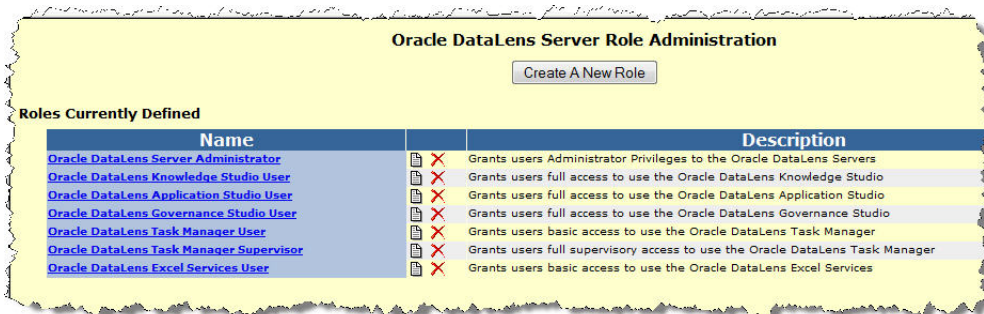 Oracle DataLens Server Role Administration
Create A New Role
Roles Currently Defined
Name Description
Oracle DataLens Server Administrator Grants users Administrator Privileges to the Oracle DataLens Servers
Oracle DataLens Knowledge Studio User Grants users full access to use the Oracle DataLens Knowledge Studio
Oracle DataLens Application Studio User Grants users full access to use the Oracle DataLens Application Studio
Oracle DataLens Governance Studio User Grants users full access to use the Oracle DataLens Governance Studio
Oracle DataLens Task Manager User Grants users basic access to use the Oracle DataLens Task Manager
Oracle DataLens Task Manager Supervisor Grants users full supervisory access to use the Oracle DataLens Task Manager
Oracle DataLens Excel Services User Grants users basic access to use the Oracle DataLens Excel Services